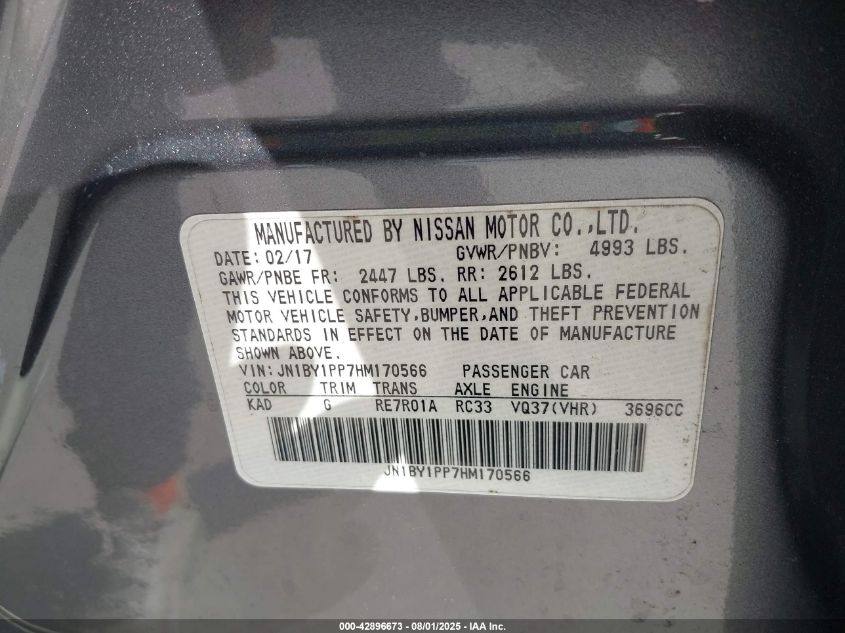 MANUFACTURED BY NISSAN MOTOR CO.,LTD.
DATE: 02/17 GVWR/PNBV: 4993 LBS.
GAWR/PNBE FR: 2447 LBS. RR: 2612 LBS.
THIS VEHICLE CONFORMS TO ALL APPLICABLE FEDERAL
MOTOR VEHICLE SAFETY,BUMPER,AND THEFT PREVENTION
STANDARDS IN EFFECT ON THE DATE OF MANUFACTURE
SHOWN ABOVE.
VIN: JN1BY1PP7HM170566 PASSENGER CAR
COLOR TRIM TRANS AXLE ENGINE
KAD G RE7R01A RC33 VQ37(VHR) 3696CC
JN1BY1PP7HM170566
000-42896673 - 08/01/2025 - IAA Inc.